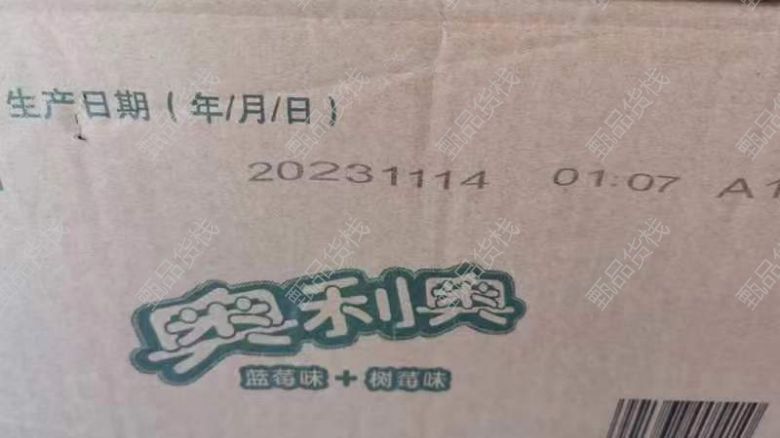 生产日期（年/月/日）
20231114 01:07 A1
奥利奥
蓝莓味+树莓味
甄品货栈